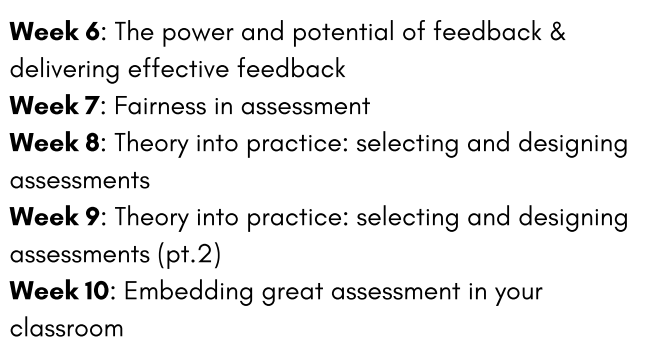 Week 6: The power and potential of feedback &
delivering effective feedback
Week 7: Fairness in assessment
Week 8: Theory into practice: selecting and designing
assessments
Week 9: Theory into practice: selecting and designing
assessments (pt.2)
Week 10: Embedding great assessment in your
classroom